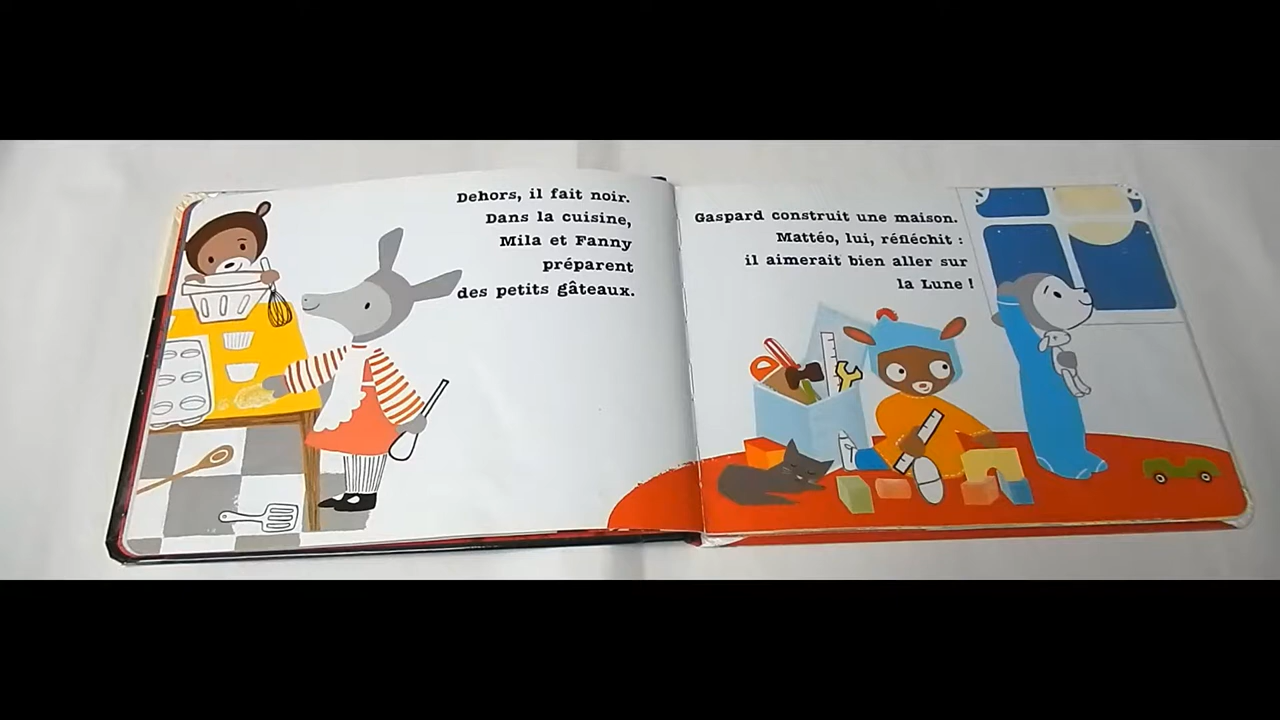 Dehors, il fait noir.
Dans la cuisine,
Mila et Fanny
préparent
des petits gâteaux.
Gaspard construit une maison.
Mattéo, lui, réfléchit :
il aimerait bien aller sur
la Lune !